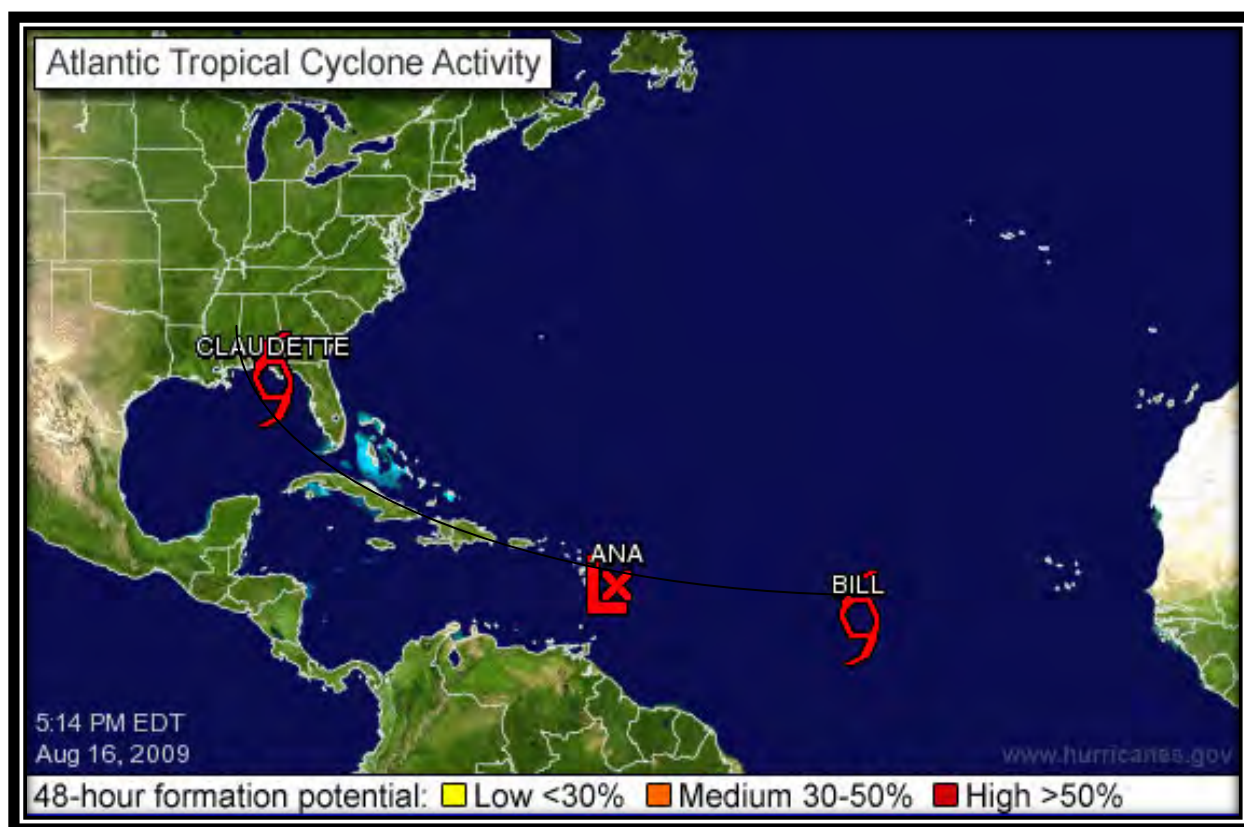 Atlantic Tropical Cyclone Activity
CLAUDETTE
ANA
BILL
5:14 PM EDT
Aug 16, 2009
www.hurricanes.gov
48-hour formation potential: Low <30% Medium 30-50% High >50%